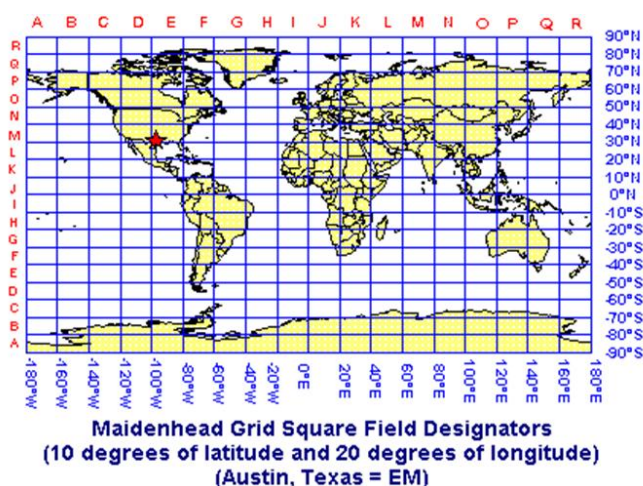 A B C D E F G H I J K L M N O P Q R
R
Q
P
O
N
M
L
K
J
I
H
G
F
E
D
C
B
A
90°N
80°N
70°N
60°N
50°N
40°N
30°N
20°N
10°N
0°N
-10°S
-20°S
-30°S
-40°S
-50°S
-60°S
-70°S
-80°S
-90°S
-180°W -160°W -140°W -120°W -100°W -80°W -60°W -40°W -20°W 0°E 20°E 40°E 60°E 80°E 100°E 120°E 140°E 160°E 180°E
Maidenhead Grid Square Field Designators
(10 degrees of latitude and 20 degrees of longitude)
(Austin, Texas = EM)